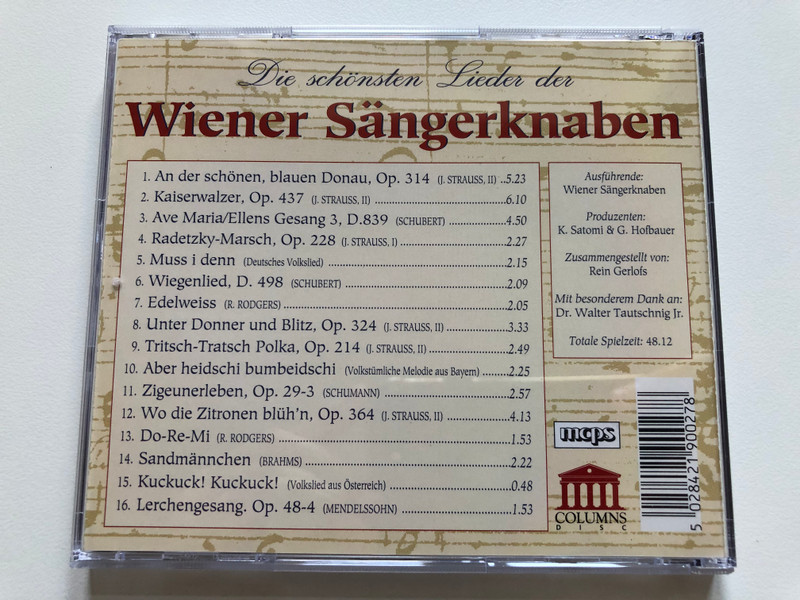 Die schönsten Lieder der
Wiener Sängerknaben
1. An der schönen, blauen Donau, Op. 314 (J. STRAUSS, II) ..5.23
2. Kaiserwalzer, Op. 437 (J. STRAUSS, II) ....6.10
3. Ave Maria/Ellens Gesang 3, D.839 (SCHUBERT) ....4.50
4. Radetzky-Marsch, Op. 228 (J. STRAUSS, I) ....2.27
5. Muss i denn (Deutsches Volkslied) ....2.15
6. Wiegenlied, D. 498 (SCHUBERT) ....2.09
7. Edelweiss (R. RODGERS) ....2.05
8. Unter Donner und Blitz, Op. 324 (J. STRAUSS, II) ....3.33
9. Tritsch-Tratsch Polka, Op. 214 (J. STRAUSS, II) ....2.49
10. Aber heidschi bumbeidschi (Volkstümliche Melodie aus Bayern) ....2.25
11. Zigeunerleben, Op. 29-3 (SCHUMANN) ....2.57
12. Wo die Zitronen blüh'n, Op. 364 (J. STRAUSS, II) ....4.13
13. Do-Re-Mi (R. RODGERS) ....1.53
14. Sandmännchen (BRAHMS) ....2.22
15. Kuckuck! Kuckuck! (Volkslied aus Österreich) ....0.48
16. Lerchengesang. Op. 48-4 (MENDELSSOHN) ....1.53
Ausführende:
Wiener Sängerknaben
Produzenten:
K. Satomi & G. Hofbauer
Zusammengestellt von:
Rein Gerlofs
Mit besonderem Dank an:
Dr. Walter Tautschnig Jr.
Totale Spielzeit: 48.12
mcps
COLUMNS
DISC
5 028421 900278